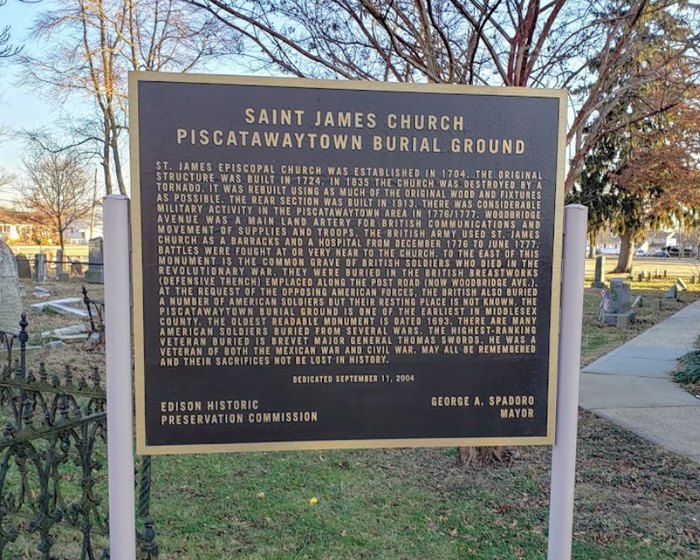 SAINT JAMES CHURCH
PISCATAWAYTOWN BURIAL GROUND
ST. JAMES EPISCOPAL CHURCH WAS ESTABLISHED IN 1704. THE ORIGINAL
STRUCTURE WAS BUILT IN 1724. IN 1835 THE CHURCH WAS DESTROYED BY A
TORNADO. IT WAS REBUILT USING AS MUCH OF THE ORIGINAL WOOD AND FIXTURES
AS POSSIBLE. THE REAR SECTION WAS BUILT IN 1913. THERE WAS CONSIDERABLE
MILITARY ACTIVITY IN THE PISCATAWAYTOWN AREA IN 1776/1777. WOODBRIDGE
AVENUE WAS A MAIN LAND ARTERY FOR BRITISH COMMUNICATIONS AND
MOVEMENT OF SUPPLIES AND TROOPS. THE BRITISH ARMY USED ST. JAMES
CHURCH AS A BARRACKS AND A HOSPITAL FROM DECEMBER 1776 TO JUNE 1777.
BATTLES WERE FOUGHT AT OR VERY NEAR TO THE CHURCH. TO THE EAST OF THIS
MONUMENT IS THE COMMON GRAVE OF BRITISH SOLDIERS WHO DIED IN THE
REVOLUTIONARY WAR. THEY WERE BURIED IN THE BRITISH BREASTWORKS
(DEFENSIVE TRENCH) EMPLACED ALONG THE POST ROAD (NOW WOODBRIDGE AVE.).
AT THE REQUEST OF THE OPPOSING AMERICAN FORCES, THE BRITISH ALSO BURIED
A NUMBER OF AMERICAN SOLDIERS BUT THEIR RESTING PLACE IS NOT KNOWN. THE
PISCATAWAYTOWN BURIAL GROUND IS ONE OF THE EARLIEST IN MIDDLESEX
COUNTY. THE OLDEST READABLE MONUMENT IS DATED 1693. THERE ARE MANY
AMERICAN SOLDIERS BURIED FROM SEVERAL WARS. THE HIGHEST-RANKING
VETERAN BURIED IS BREVET MAJOR GENERAL THOMAS SWORDS. HE WAS A
VETERAN OF BOTH THE MEXICAN WAR AND CIVIL WAR. MAY ALL BE REMEMBERED
AND THEIR SACRIFICES NOT BE LOST IN HISTORY.
DEDICATED SEPTEMBER 11, 2004
EDISON HISTORIC
PRESERVATION COMMISSION
GEORGE A. SPADORO
MAYOR